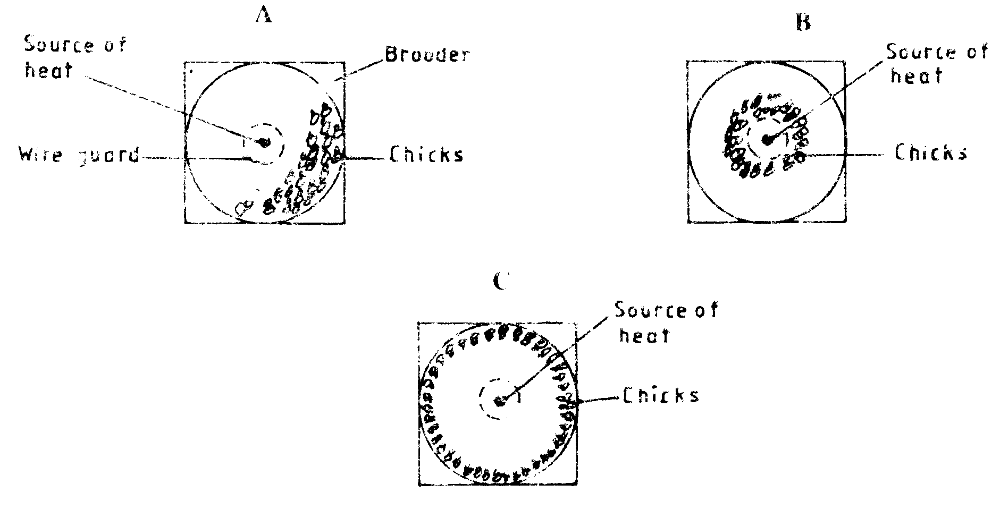 A
Source of
heat
Brooder
Wire guard
Chicks
B
Source of
heat
Chicks
C
Source of
heat
Chicks